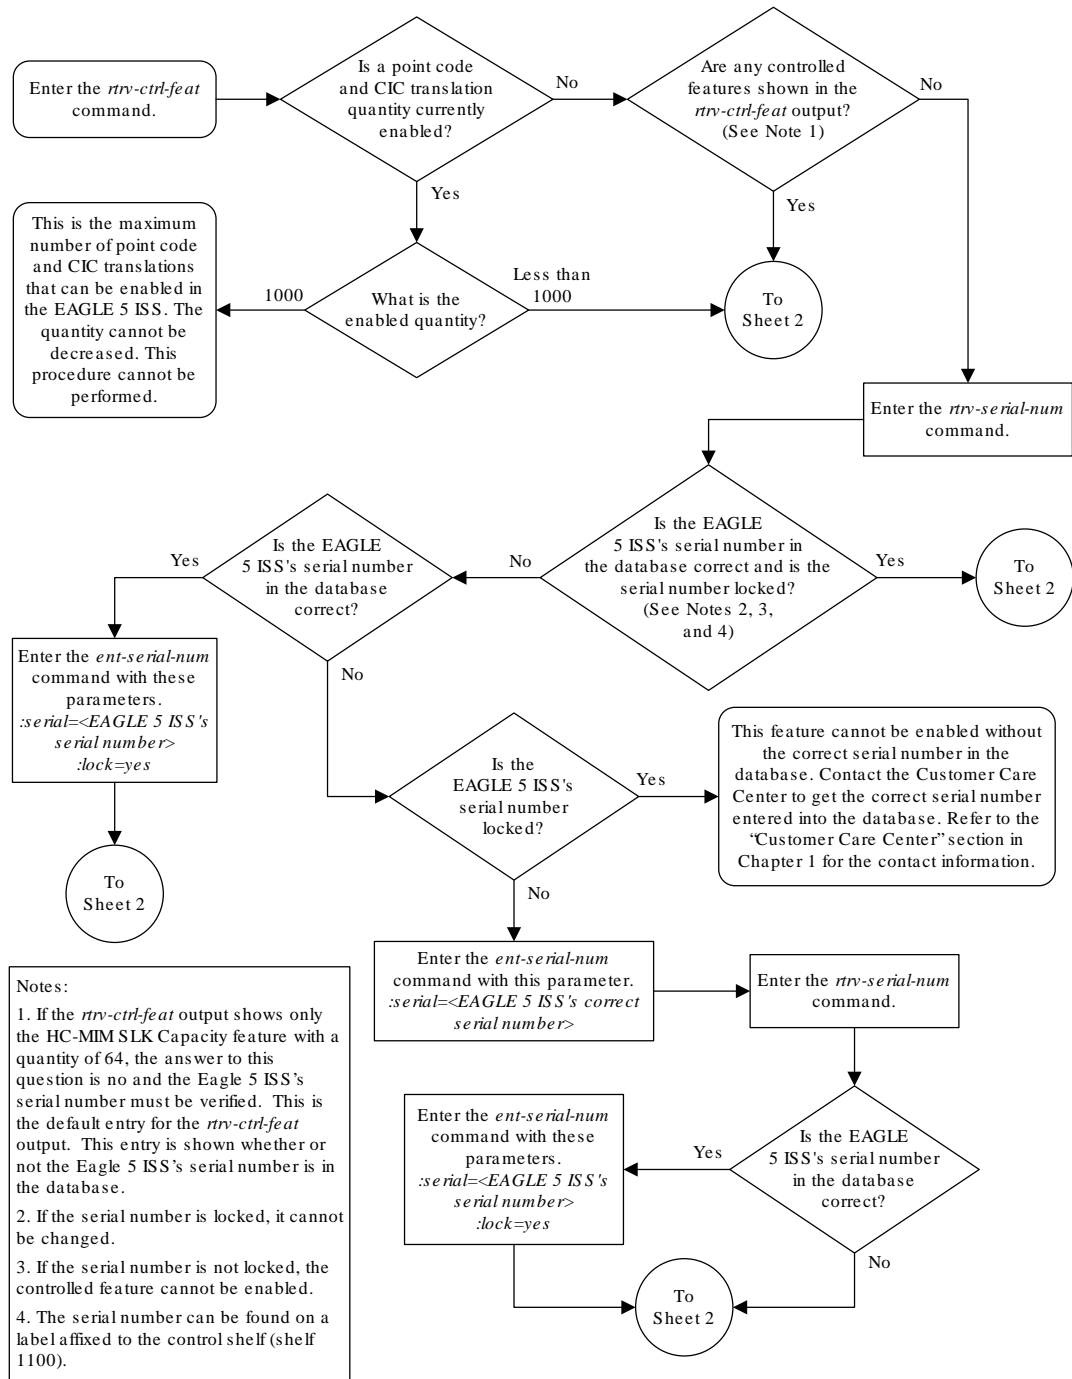 Enter the rtrv-ctrl-feat
command.
Is a point code
and CIC translation
quantity currently
enabled?
No
Are any controlled
features shown in the
rtrv-ctrl-feat output?
(See Note 1)
No
Yes
Yes
This is the maximum
number of point code
and CIC translations
that can be enabled in
the EAGLE 5 ISS. The
quantity cannot be
decreased. This
procedure cannot be
performed.
1000
What is the
enabled quantity?
Less than
1000
To
Sheet 2
Enter the rtrv-serial-num
command.
Is the EAGLE
5 ISS's serial number in
the database correct and is the
serial number locked?
(See Notes 2, 3,
and 4)
Yes
To
Sheet 2
No
Is the EAGLE
5 ISS's serial number
in the database
correct?
Yes
No
Enter the ent-serial-num
command with these
parameters.
:serial=<EAGLE 5 ISS's
serial number>
:lock=yes
To
Sheet 2
Is the
EAGLE 5 ISS's
serial number
locked?
Yes
No
This feature cannot be enabled without
the correct serial number in the
database. Contact the Customer Care
Center to get the correct serial number
entered into the database. Refer to the
“Customer Care Center” section in
Chapter 1 for the contact information.
Enter the ent-serial-num
command with this parameter.
:serial=<EAGLE 5 ISS's correct
serial number>
Enter the rtrv-serial-num
command.
Is the EAGLE
5 ISS's serial number
in the database
correct?
Yes
No
Enter the ent-serial-num
command with these
parameters.
:serial=<EAGLE 5 ISS's
serial number>
:lock=yes
To
Sheet 2
Notes:
1. If the rtrv-ctrl-feat output shows only
the HC-MIM SLK Capacity feature with a
quantity of 64, the answer to this
question is no and the Eagle 5 ISS’s
serial number must be verified. This is
the default entry for the rtrv-ctrl-feat
output. This entry is shown whether or
not the Eagle 5 ISS’s serial number is in
the database.
2. If the serial number is locked, it cannot
be changed.
3. If the serial number is not locked, the
controlled feature cannot be enabled.
4. The serial number can be found on a
label affixed to the control shelf (shelf
1100).